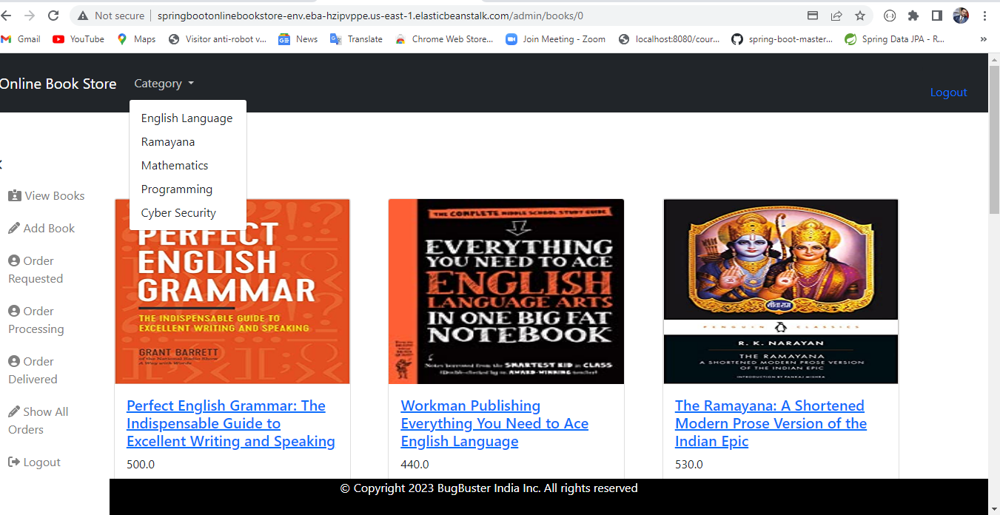 Not secure
springbootonlinebookstore-env.eba-hzipvppe.us-east-1.elasticbeanstalk.com/admin/books/0
Gmail
YouTube
Maps
Visitor anti-robot v...
News
Translate
Chrome Web Store...
Join Meeting - Zoom
localhost:8080/cour...
spring-boot-master...
Spring Data JPA - R...
»
Online Book Store
Category
Logout
English Language
Ramayana
Mathematics
Programming
Cyber Security
View Books
Add Book
Order
Requested
Order
Processing
Order
Delivered
Show All
Orders
Logout
PERFECT
ENGLISH
GRAMMAR
THE INDISPENSABLE GUIDE TO
EXCELLENT WRITING AND SPEAKING
GRANT BARRETT
of the National Radio Show
A Way with Words
Perfect English Grammar: The
Indispensable Guide to
Excellent Writing and Speaking
500.0
THE COMPLETE MIDDLE SCHOOL STUDY GUIDE
EVERYTHING
YOU NEED TO ACE
ENGLISH
LANGUAGE ARTS
IN ONE BIG FAT
NOTEBOOK
Notes borrowed from the SMARTEST KID in CLASS
(Double-checked by an AWARD-WINNING teacher)
Workman Publishing
Everything You Need to Ace
English Language
440.0
सीताराम
PENGUIN CLASSICS
R. K. NARAYAN
THE RAMAYANA
A SHORTENED MODERN PROSE VERSION
OF THE INDIAN EPIC
INTRODUCTION BY PANKAJ MISHRA
The Ramayana: A Shortened
Modern Prose Version of the
Indian Epic
530.0
© Copyright 2023 BugBuster India Inc. All rights reserved